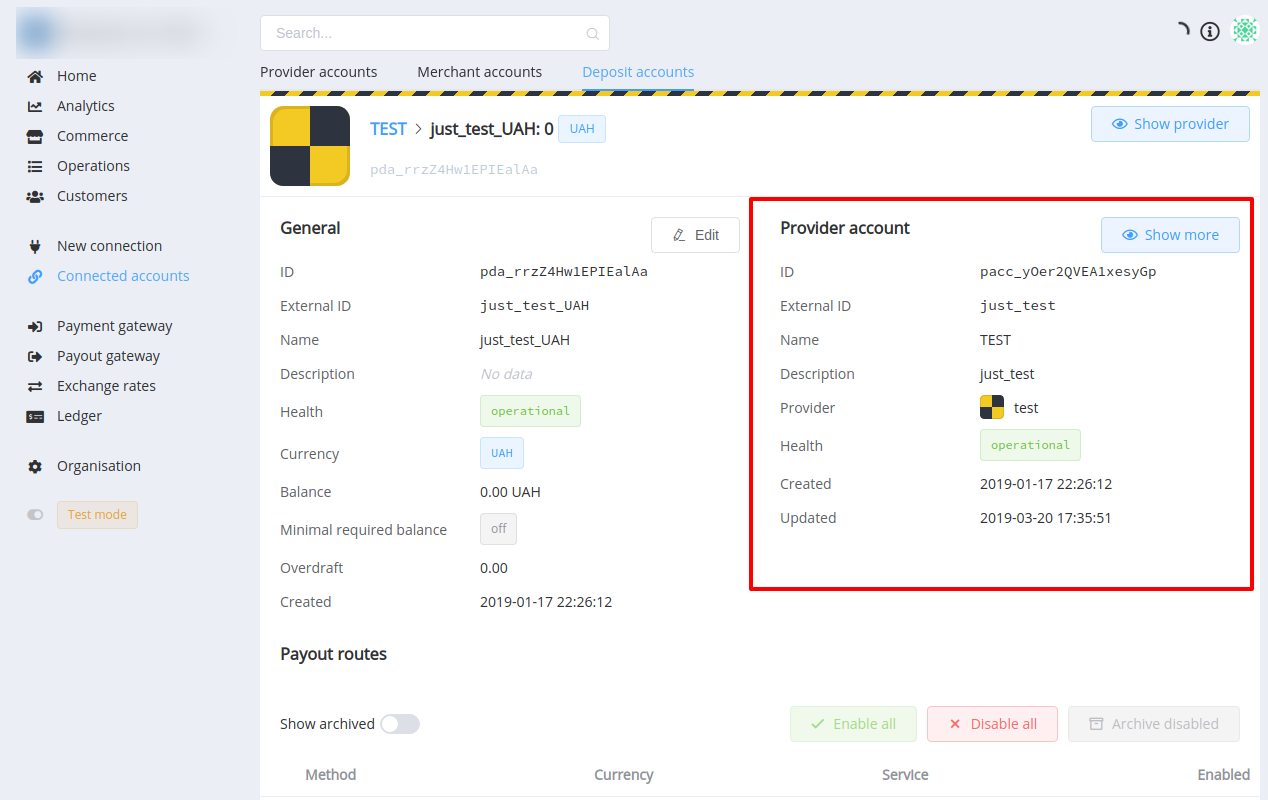 Search...
Home
Analytics
Commerce
Operations
Customers
New connection
Connected accounts
Payment gateway
Payout gateway
Exchange rates
Ledger
Organisation
Test mode
Provider accounts Merchant accounts Deposit accounts
TEST > just_test_UAH: 0 UAH
Show provider
pda_rrzZ4Hw1EPIEalAa
General
Edit
ID pda_rrzZ4Hw1EPIEalAa
External ID just_test_UAH
Name just_test_UAH
Description No data
Health operational
Currency UAH
Balance 0.00 UAH
Minimal required balance off
Overdraft 0.00
Created 2019-01-17 22:26:12
Provider account
Show more
ID pacc_yOer2QVEA1xesyGp
External ID just_test
Name TEST
Description just_test
Provider test
Health operational
Created 2019-01-17 22:26:12
Updated 2019-03-20 17:35:51
Payout routes
Show archived Enable all Disable all Archive disabled
Method Currency Service Enabled